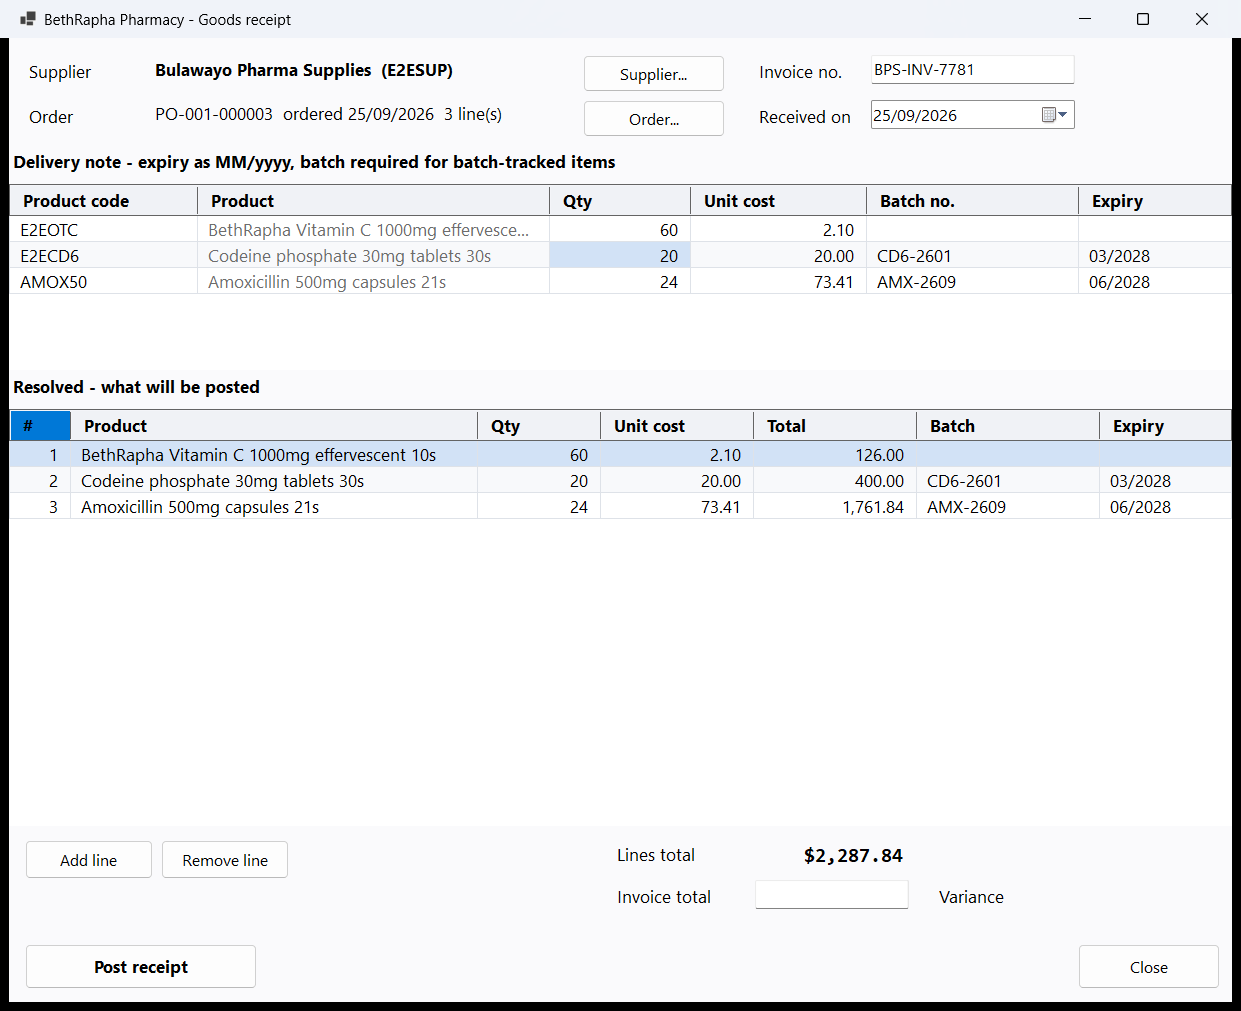 BethRapha Pharmacy - Goods receipt
Supplier Bulawayo Pharma Supplies (E2ESUP) Supplier... Invoice no. BPS-INV-7781
Order PO-001-000003 ordered 25/09/2026 3 line(s) Order... Received on 25/09/2026
Delivery note - expiry as MM/yyyy, batch required for batch-tracked items
Product code Product Qty Unit cost Batch no. Expiry
E2EOTC BethRapha Vitamin C 1000mg effervesce... 60 2.10
E2ECD6 Codeine phosphate 30mg tablets 30s 20 20.00 CD6-2601 03/2028
AMOX50 Amoxicillin 500mg capsules 21s 24 73.41 AMX-2609 06/2028
Resolved - what will be posted
# Product Qty Unit cost Total Batch Expiry
1 BethRapha Vitamin C 1000mg effervescent 10s 60 2.10 126.00
2 Codeine phosphate 30mg tablets 30s 20 20.00 400.00 CD6-2601 03/2028
3 Amoxicillin 500mg capsules 21s 24 73.41 1,761.84 AMX-2609 06/2028
Add line Remove line Lines total $2,287.84
Invoice total Variance
Post receipt Close